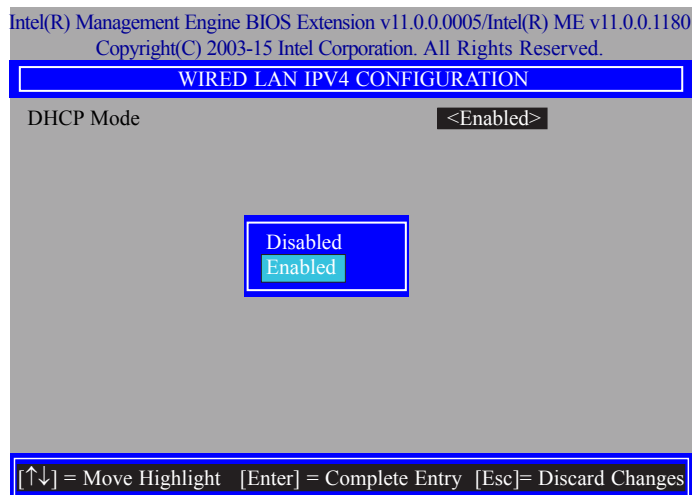 Intel(R) Management Engine BIOS Extension v11.0.0.0005/Intel(R) ME v11.0.0.1180
Copyright(C) 2003-15 Intel Corporation. All Rights Reserved.
WIRED LAN IPV4 CONFIGURATION
DHCP Mode <Enabled>
Disabled
Enabled
[↑↓] = Move Highlight [Enter] = Complete Entry [Esc]= Discard Changes